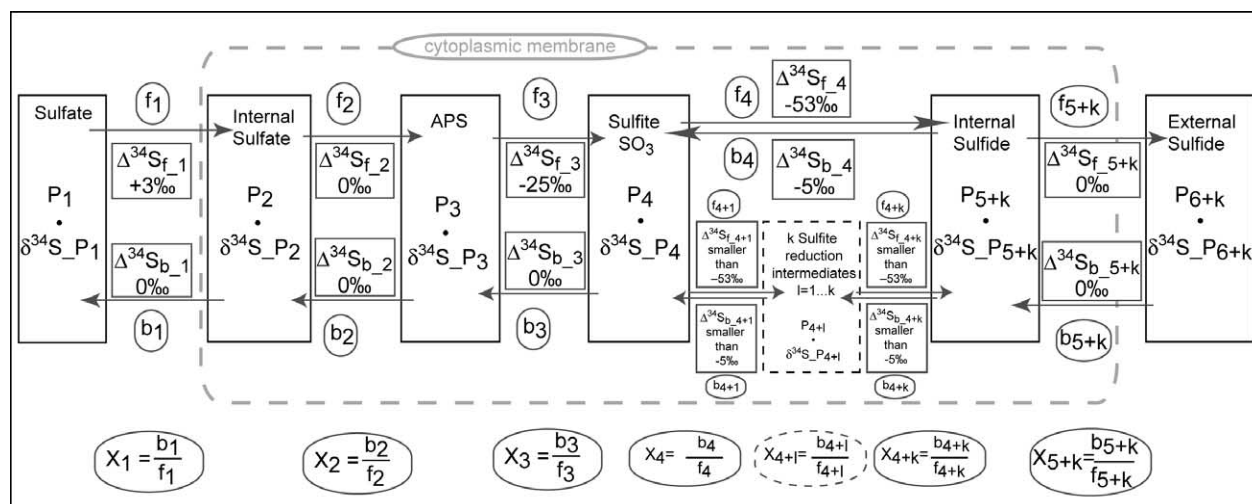 cytoplasmic membrane
f1
f2
f3
f4
Δ34Sf_4
-53‰
f5+k
Sulfate
Internal
Sulfate
APS
Sulfite
SO3
Internal
Sulfide
External
Sulfide
Δ34Sf_1
+3‰
Δ34Sf_2
0‰
Δ34Sf_3
-25‰
b4
Δ34Sb_4
-5‰
Δ34Sf_5+k
0‰
P1
•
δ34S_P1
P2
•
δ34S_P2
P3
•
δ34S_P3
P4
•
δ34S_P4
f4+1
Δ34Sf_4+1
smaller
than
-53‰
k Sulfite
reduction
intermediates
l=1...k
P4+l
•
δ34S_P4+l
f4+k
Δ34Sf_4+k
smaller
than
-53‰
P5+k
•
δ34S_P5+k
P6+k
•
δ34S_P6+k
Δ34Sb_1
0‰
Δ34Sb_2
0‰
Δ34Sb_3
0‰
Δ34Sb_4+1
smaller
than
-5‰
Δ34Sb_4+k
smaller
than
-5‰
Δ34Sb_5+k
0‰
b1
b2
b3
b4+1
b4+k
b5+k
X1 = b1/f1
X2 = b2/f2
X3 = b3/f3
X4= b4/f4
X4+l= b4+l/f4+l
X4+k= b4+k/f4+k
X5+k= b5+k/f5+k